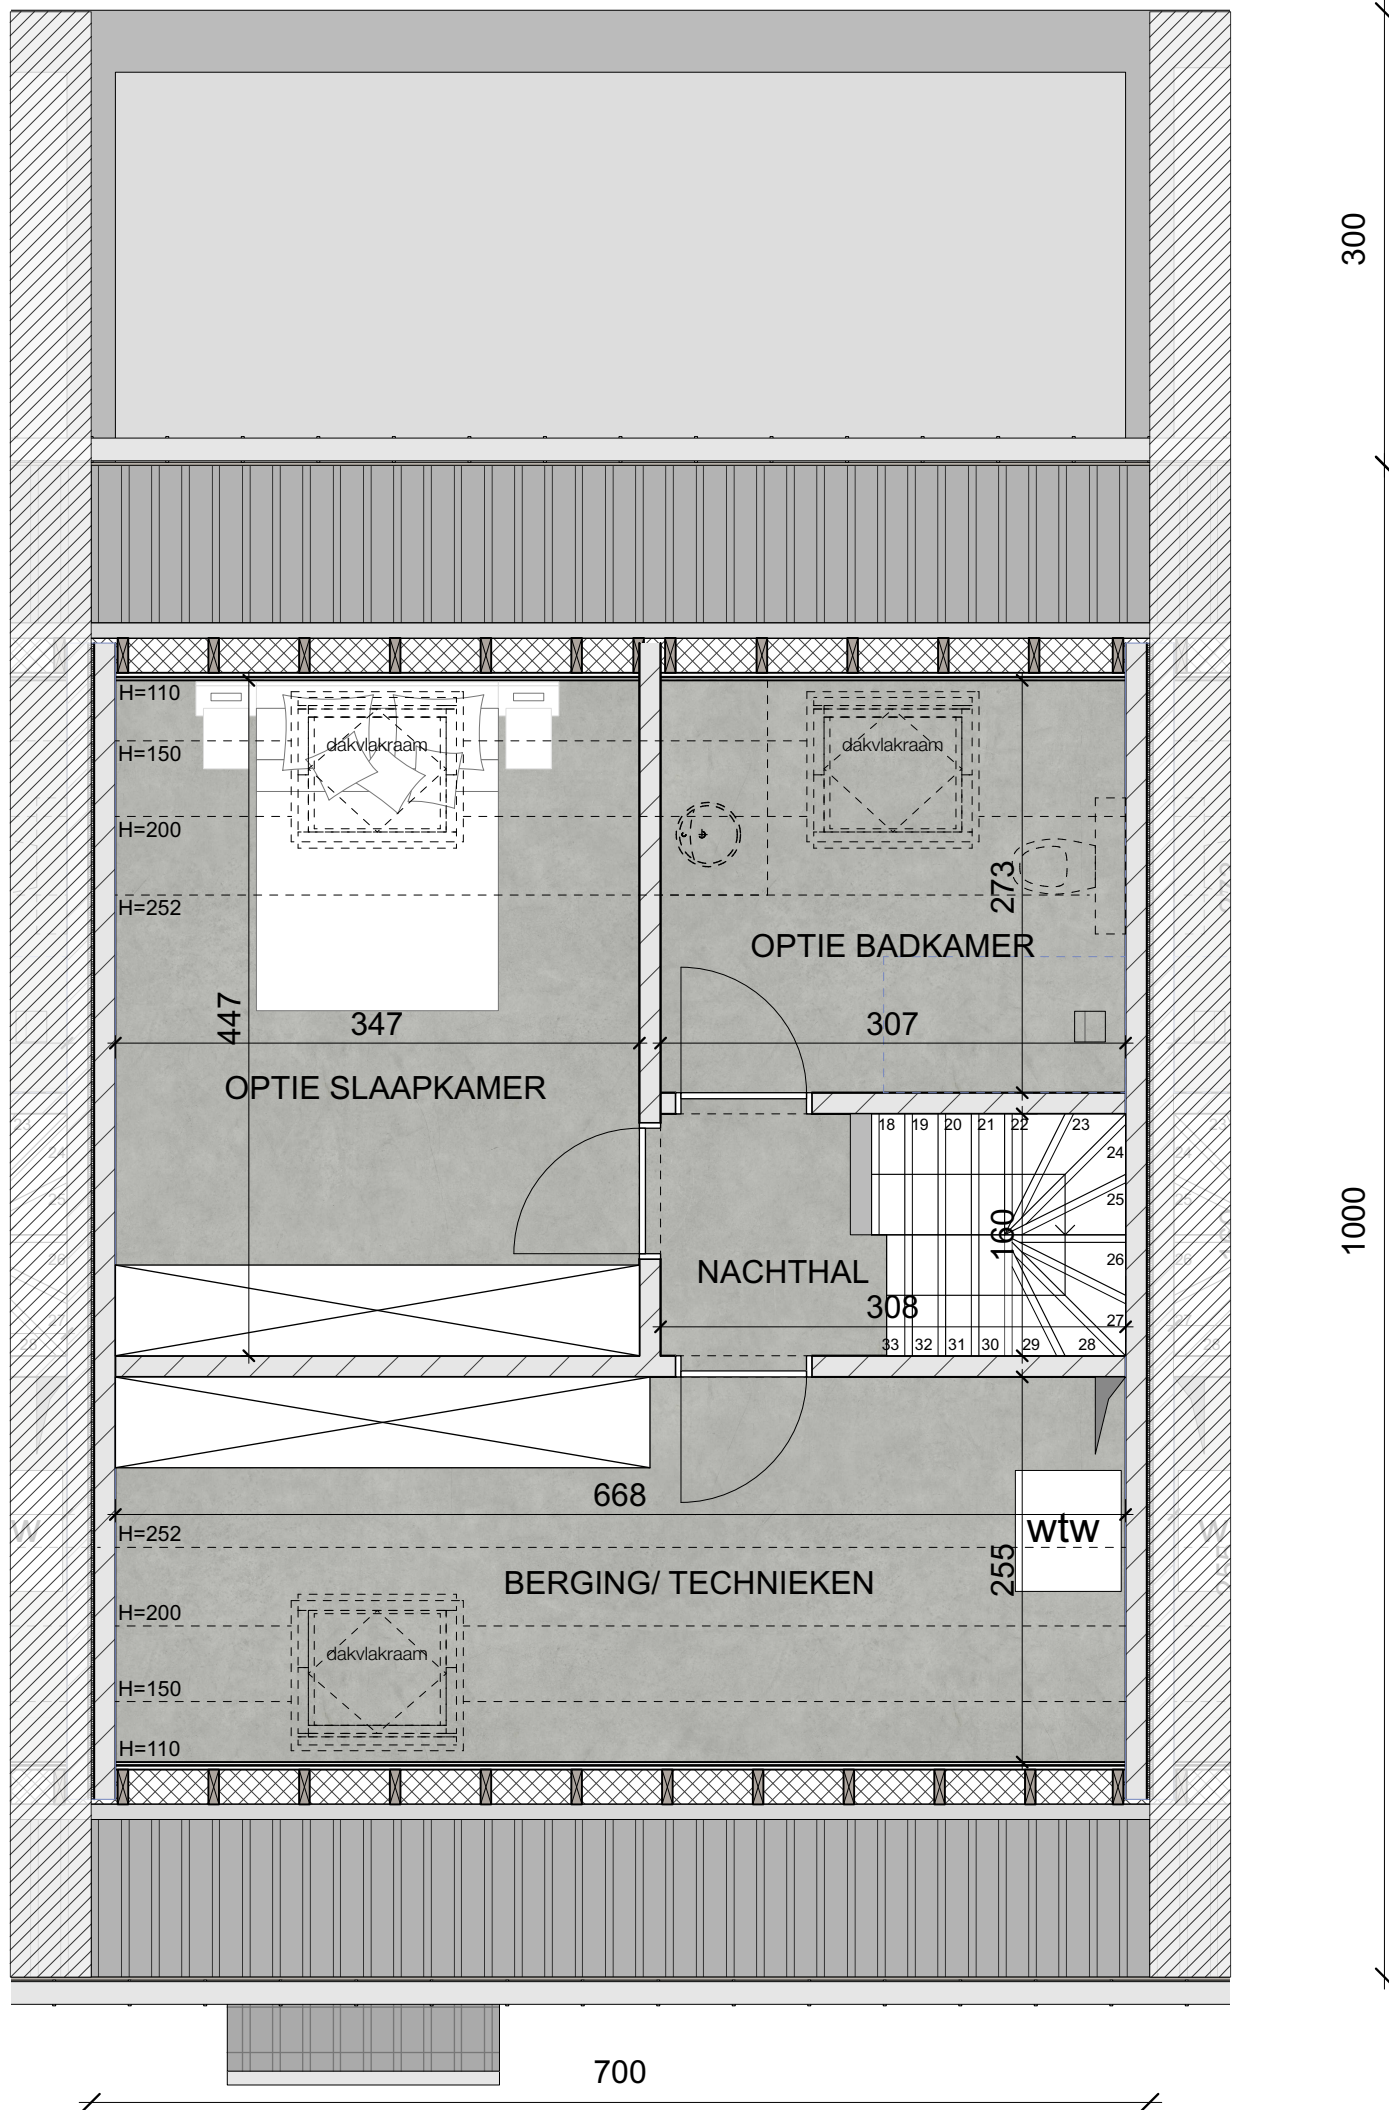 300
H=110
dakvlakraam
dakvlakraam
H=150
H=200
273
H=252
OPTIE BADKAMER
447
347
307
OPTIE SLAAPKAMER
18
19
20
21
22
23
24
25
160
1000
26
NACHTHAL
308
27
33
32
31
30
29
28
668
wtw
H=252
255
BERGING/ TECHNIEKEN
H=200
dakvlakraam
H=150
H=110
700